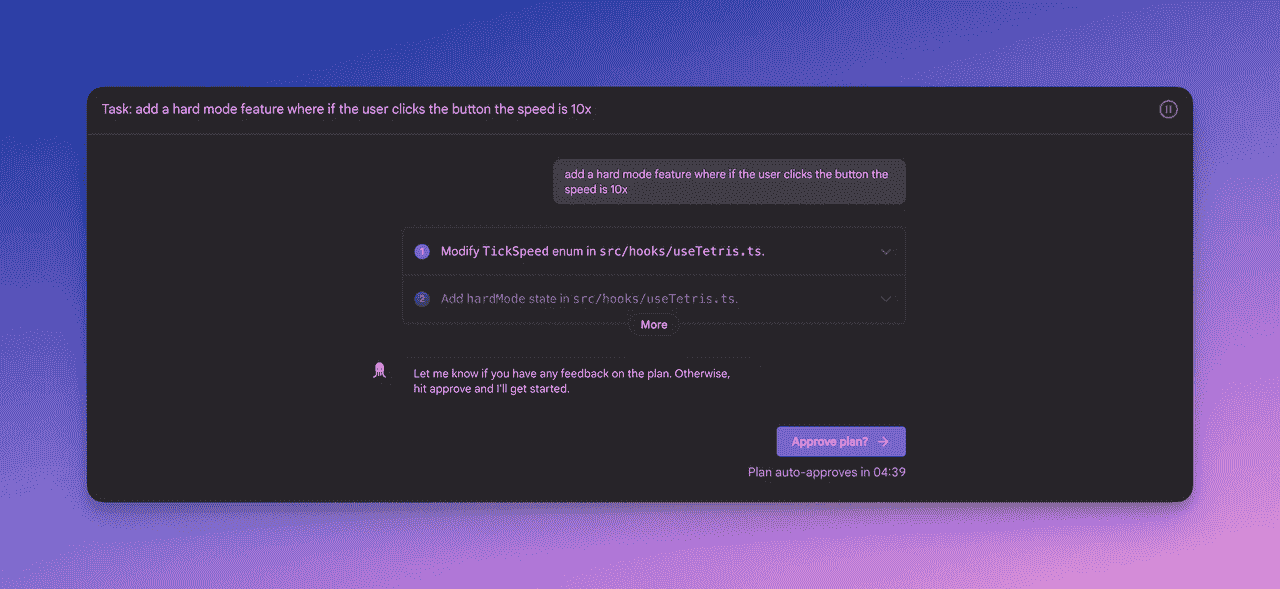 Task: add a hard mode feature where if the user clicks the button the speed is 10x
add a hard mode feature where if the user clicks the button the
speed is 10x
1 Modify TickSpeed enum in src/hooks/useTetris.ts.
2 Add hardMode state in src/hooks/useTetris.ts.
More
Let me know if you have any feedback on the plan. Otherwise,
hit approve and I'll get started.
Approve plan? →
Plan auto-approves in 04:39